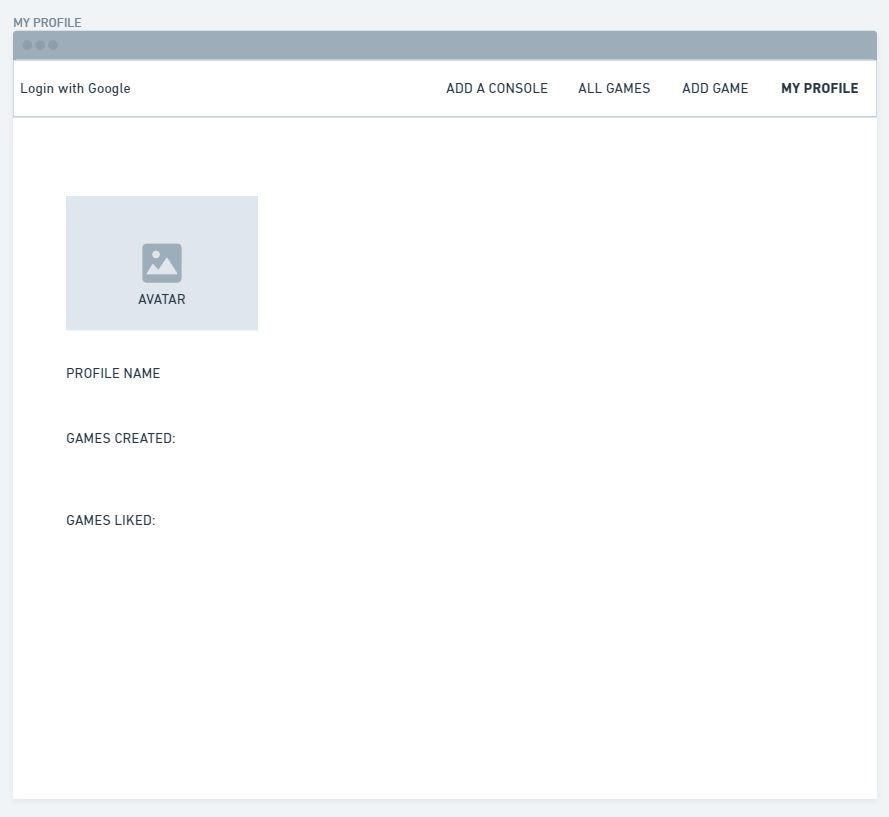 MY PROFILE
Login with Google ADD A CONSOLE ALL GAMES ADD GAME MY PROFILE
AVATAR
PROFILE NAME
GAMES CREATED:
GAMES LIKED: